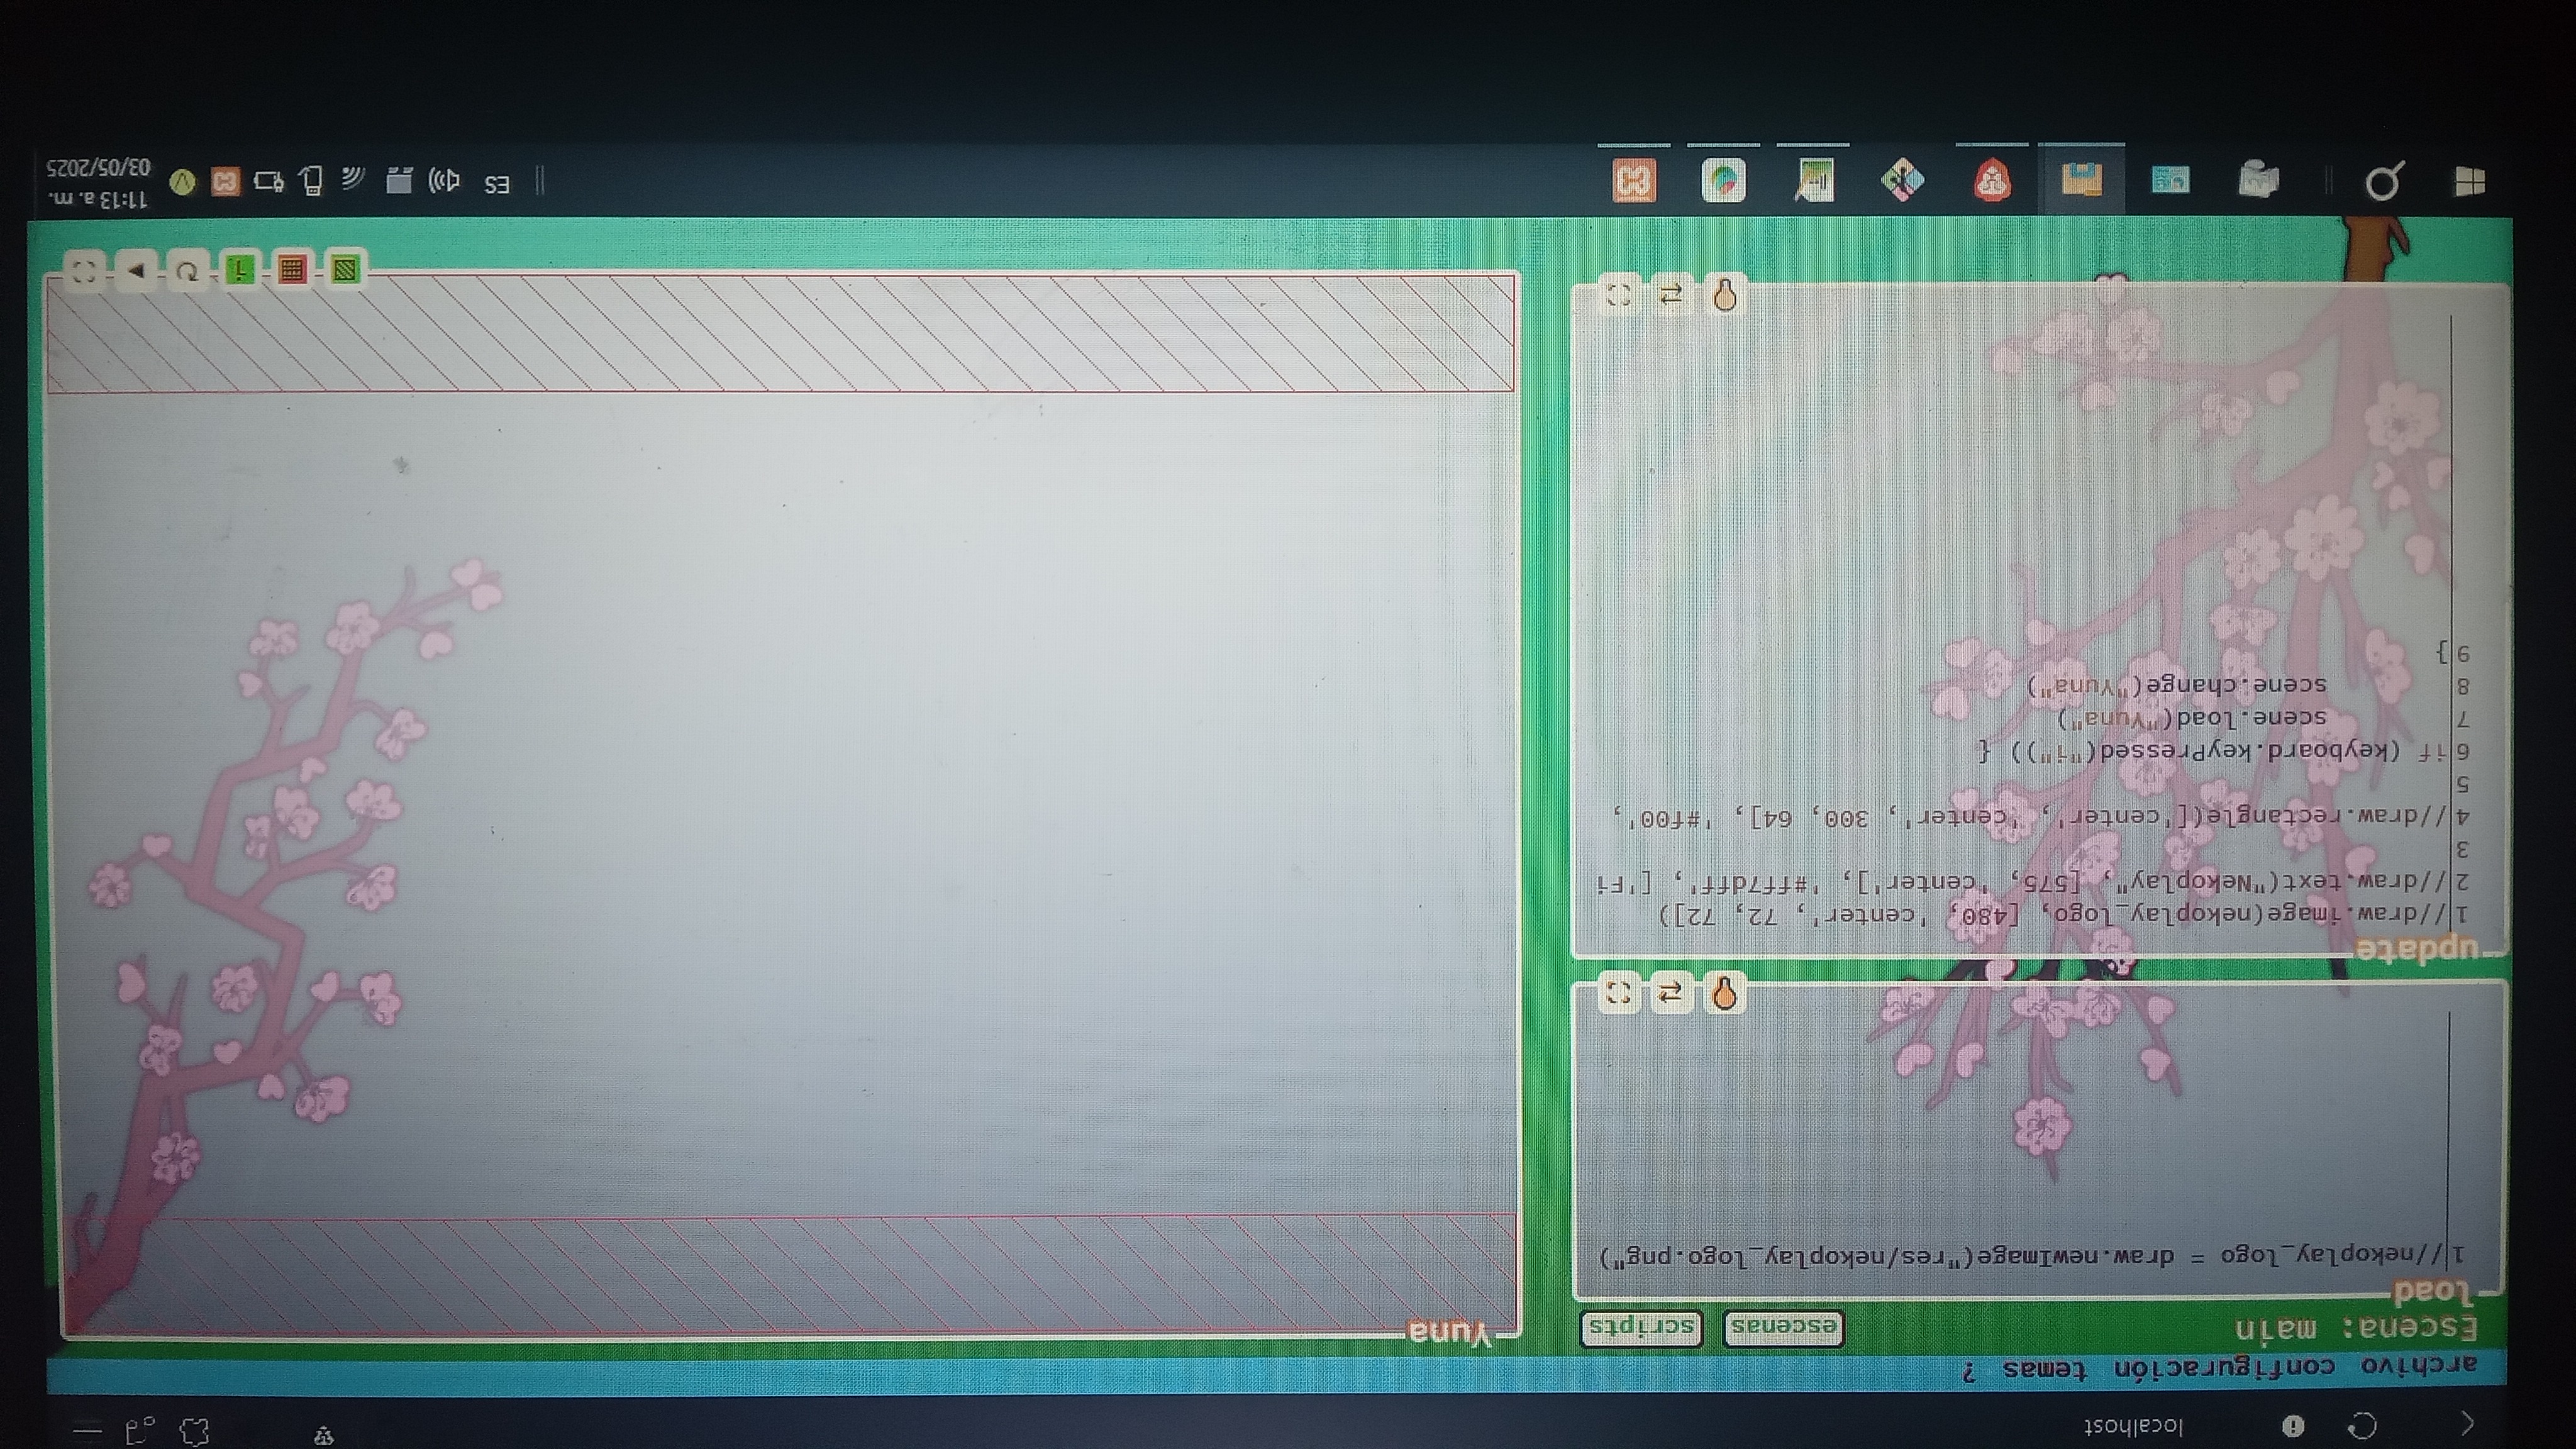 localhost
archivo configuración temas ?
Escena: main
escenas
scripts
load
1 //nekoplay_logo = draw.newImage("res/nekoplay_logo.png")
update
1 //draw.image(nekoplay_logo, [480, 'center', 72, 72])
2 //draw.text("Nekoplay", [575, 'center'], '#ff7dff', ['Fi
3
4 //draw.rectangle(['center', 'center', 300, 64], '#f00',
5
6 if (keyboard.keyPressed("i")) {
7 scene.load("Yuna")
8 scene.change("Yuna")
9 }
Yuna
i
ES
11:13 a. m.
03/05/2025